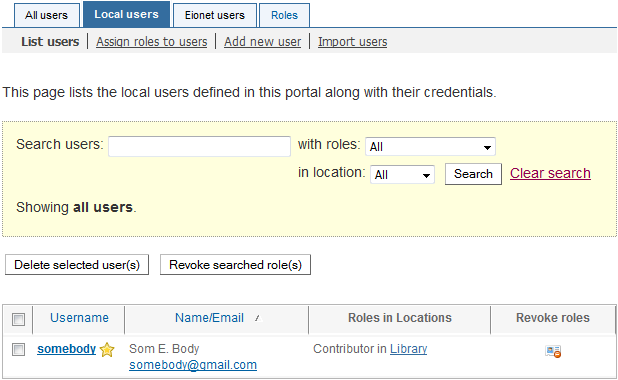 All users Local users Eionet users Roles
List users Assign roles to users Add new user Import users
This page lists the local users defined in this portal along with their credentials.
Search users: with roles: All
in location: All Search Clear search
Showing all users.
Delete selected user(s) Revoke searched role(s)
Username Name/Email Roles in Locations Revoke roles
somebody Som E. Body Contributor in Library
somebody@gmail.com